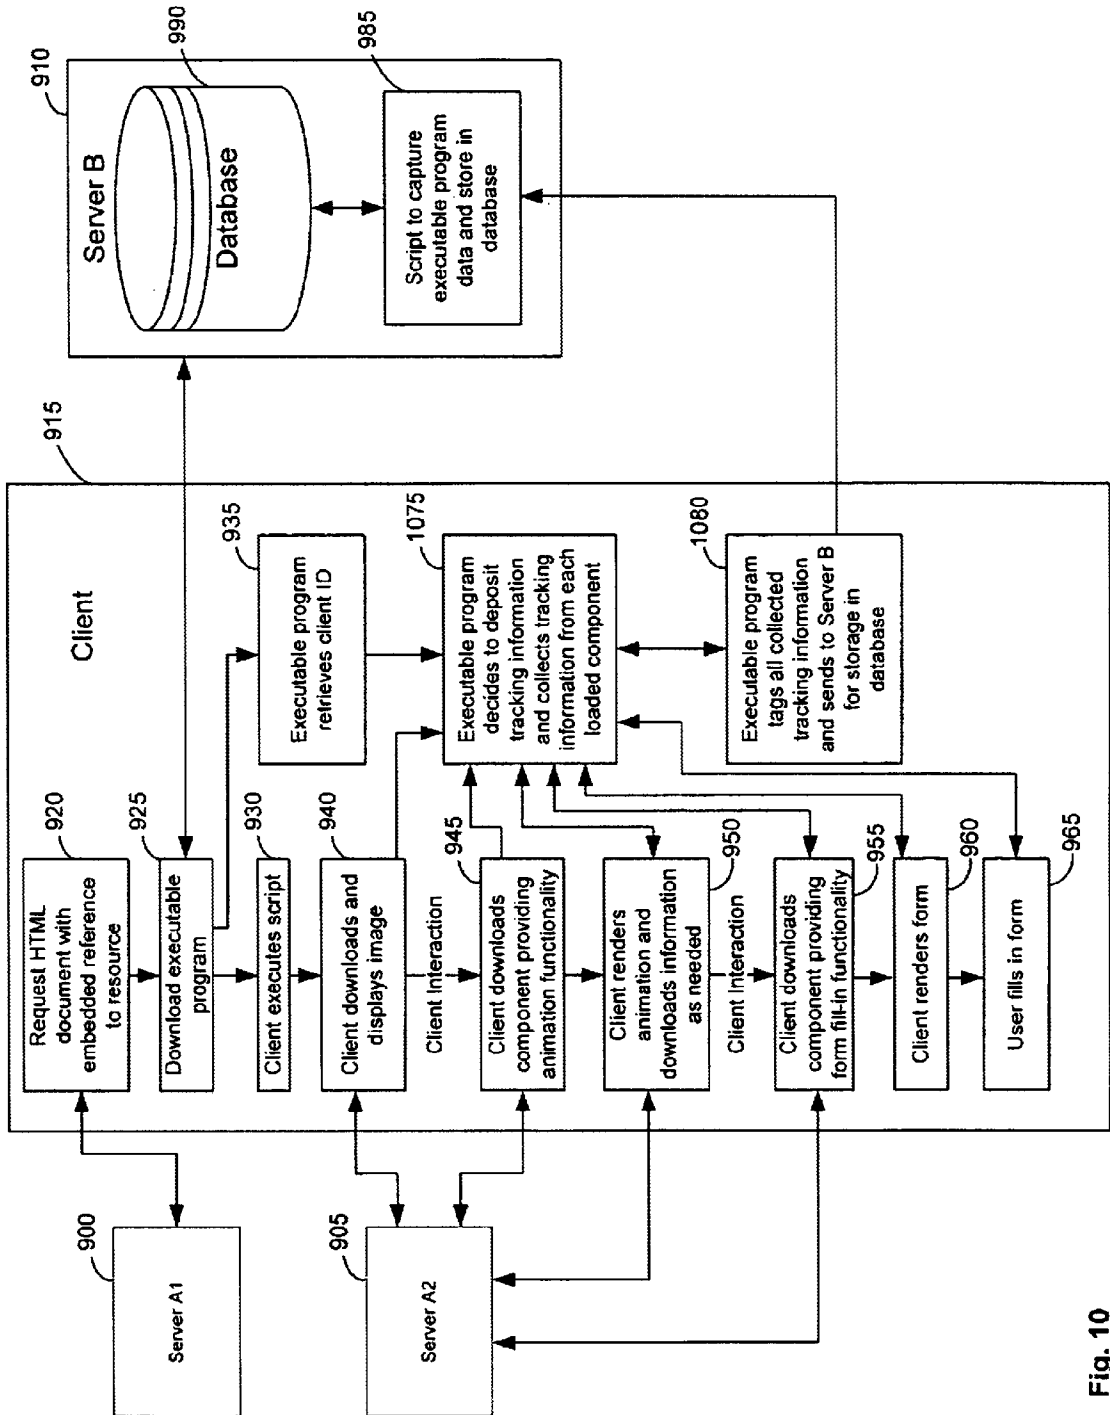 900
Server A1
905
Server A2
915
Client
920
Request HTML
document with
embedded reference
to resource
925
Download executable
program
930
Client executes script
940
Client downloads and
displays image
Client Interaction
945
Client downloads
component providing
animation functionality
950
Client renders
animation and
downloads information
as needed
Client Interaction
955
Client downloads
component providing
form fill-in functionality
960
Client renders form
965
User fills in form
935
Executable program
retrieves client ID
1075
Executable program
decides to deposit
tracking information
and collects tracking
information from each
loaded component
1080
Executable program
tags all collected
tracking information
and sends to Server B
for storage in
database
910
Server B
990
Database
985
Script to capture
executable program
data and store in
database
Fig. 10